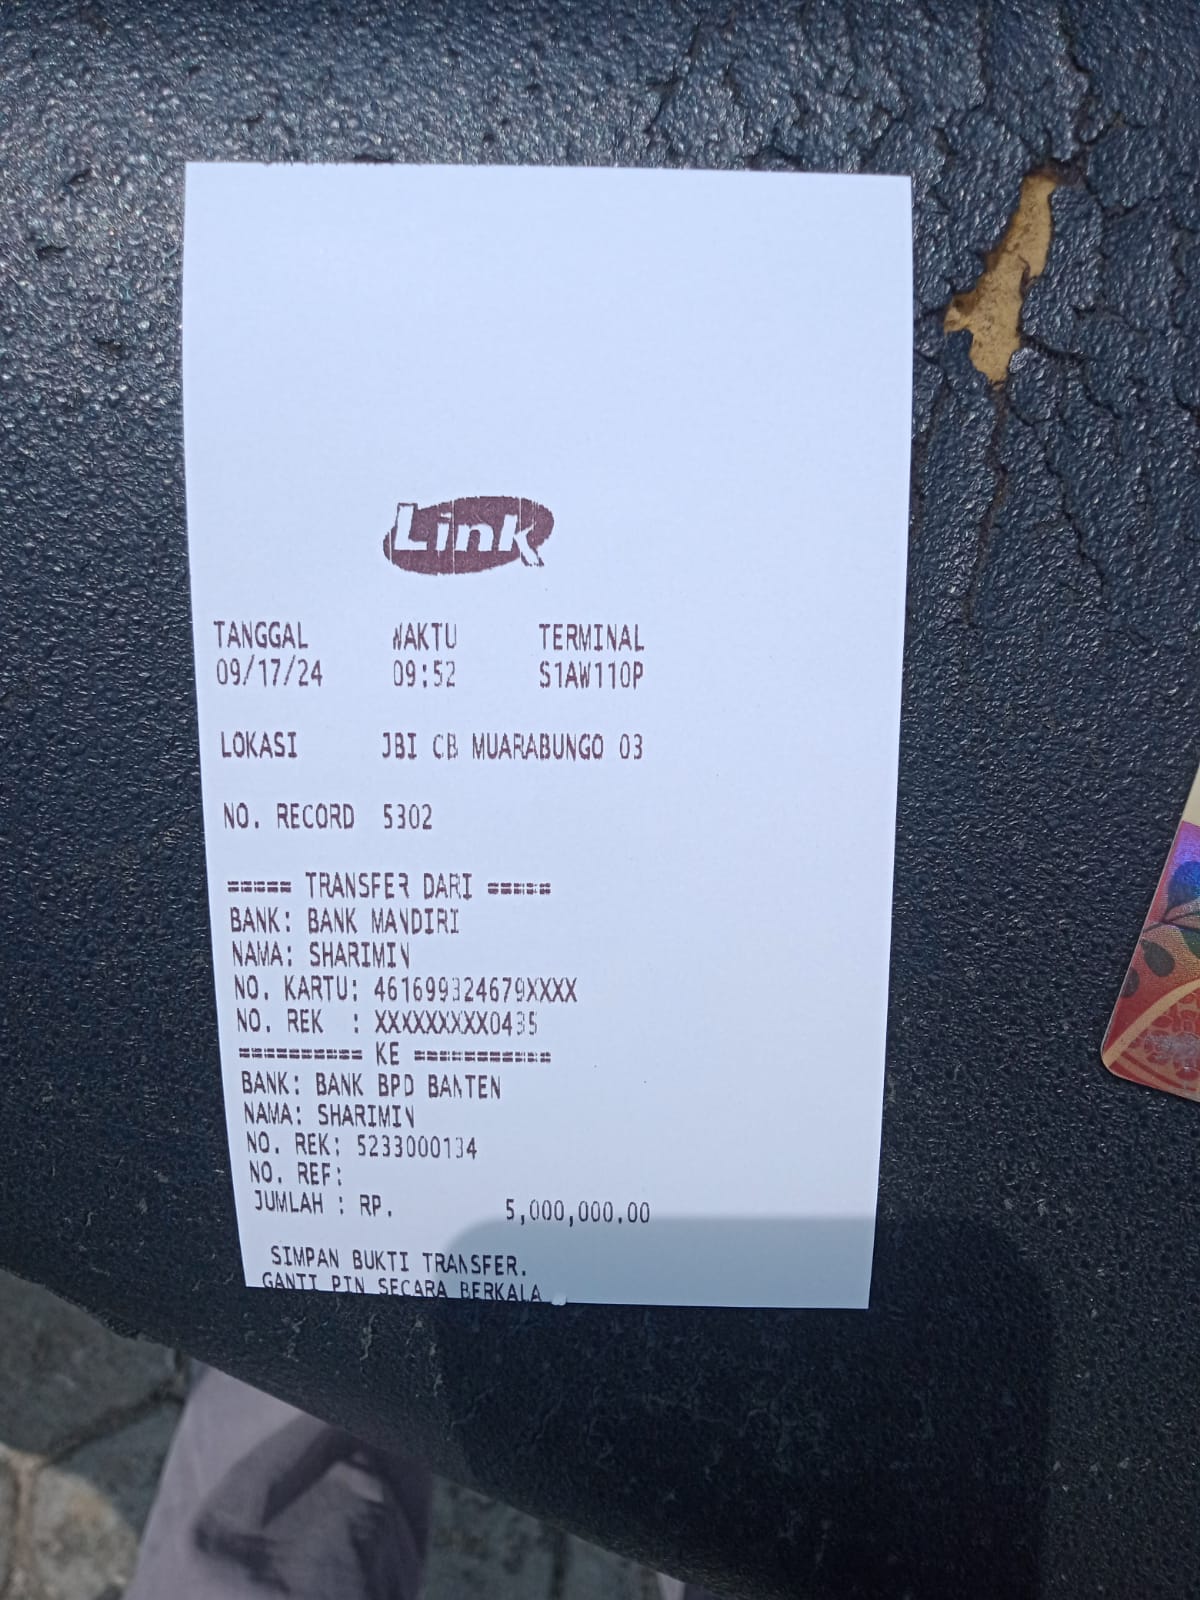 Link
TANGGAL WAKTU TERMINAL
09/17/24 09:52 S1AW110P
LOKASI JBI CB MUARABUNGO 03
NO. RECORD 5302
===== TRANSFER DARI =====
BANK: BANK MANDIRI
NAMA: SHARIMIN
NO. KARTU: 461699324679XXXX
NO. REK : XXXXXXXXX0435
========== KE ===========
BANK: BANK BPD BANTEN
NAMA: SHARIMIN
NO. REK: 5233000134
NO. REF:
JUMLAH : RP. 5,000,000.00
SIMPAN BUKTI TRANSFER.
GANTI PIN SECARA BERKALA